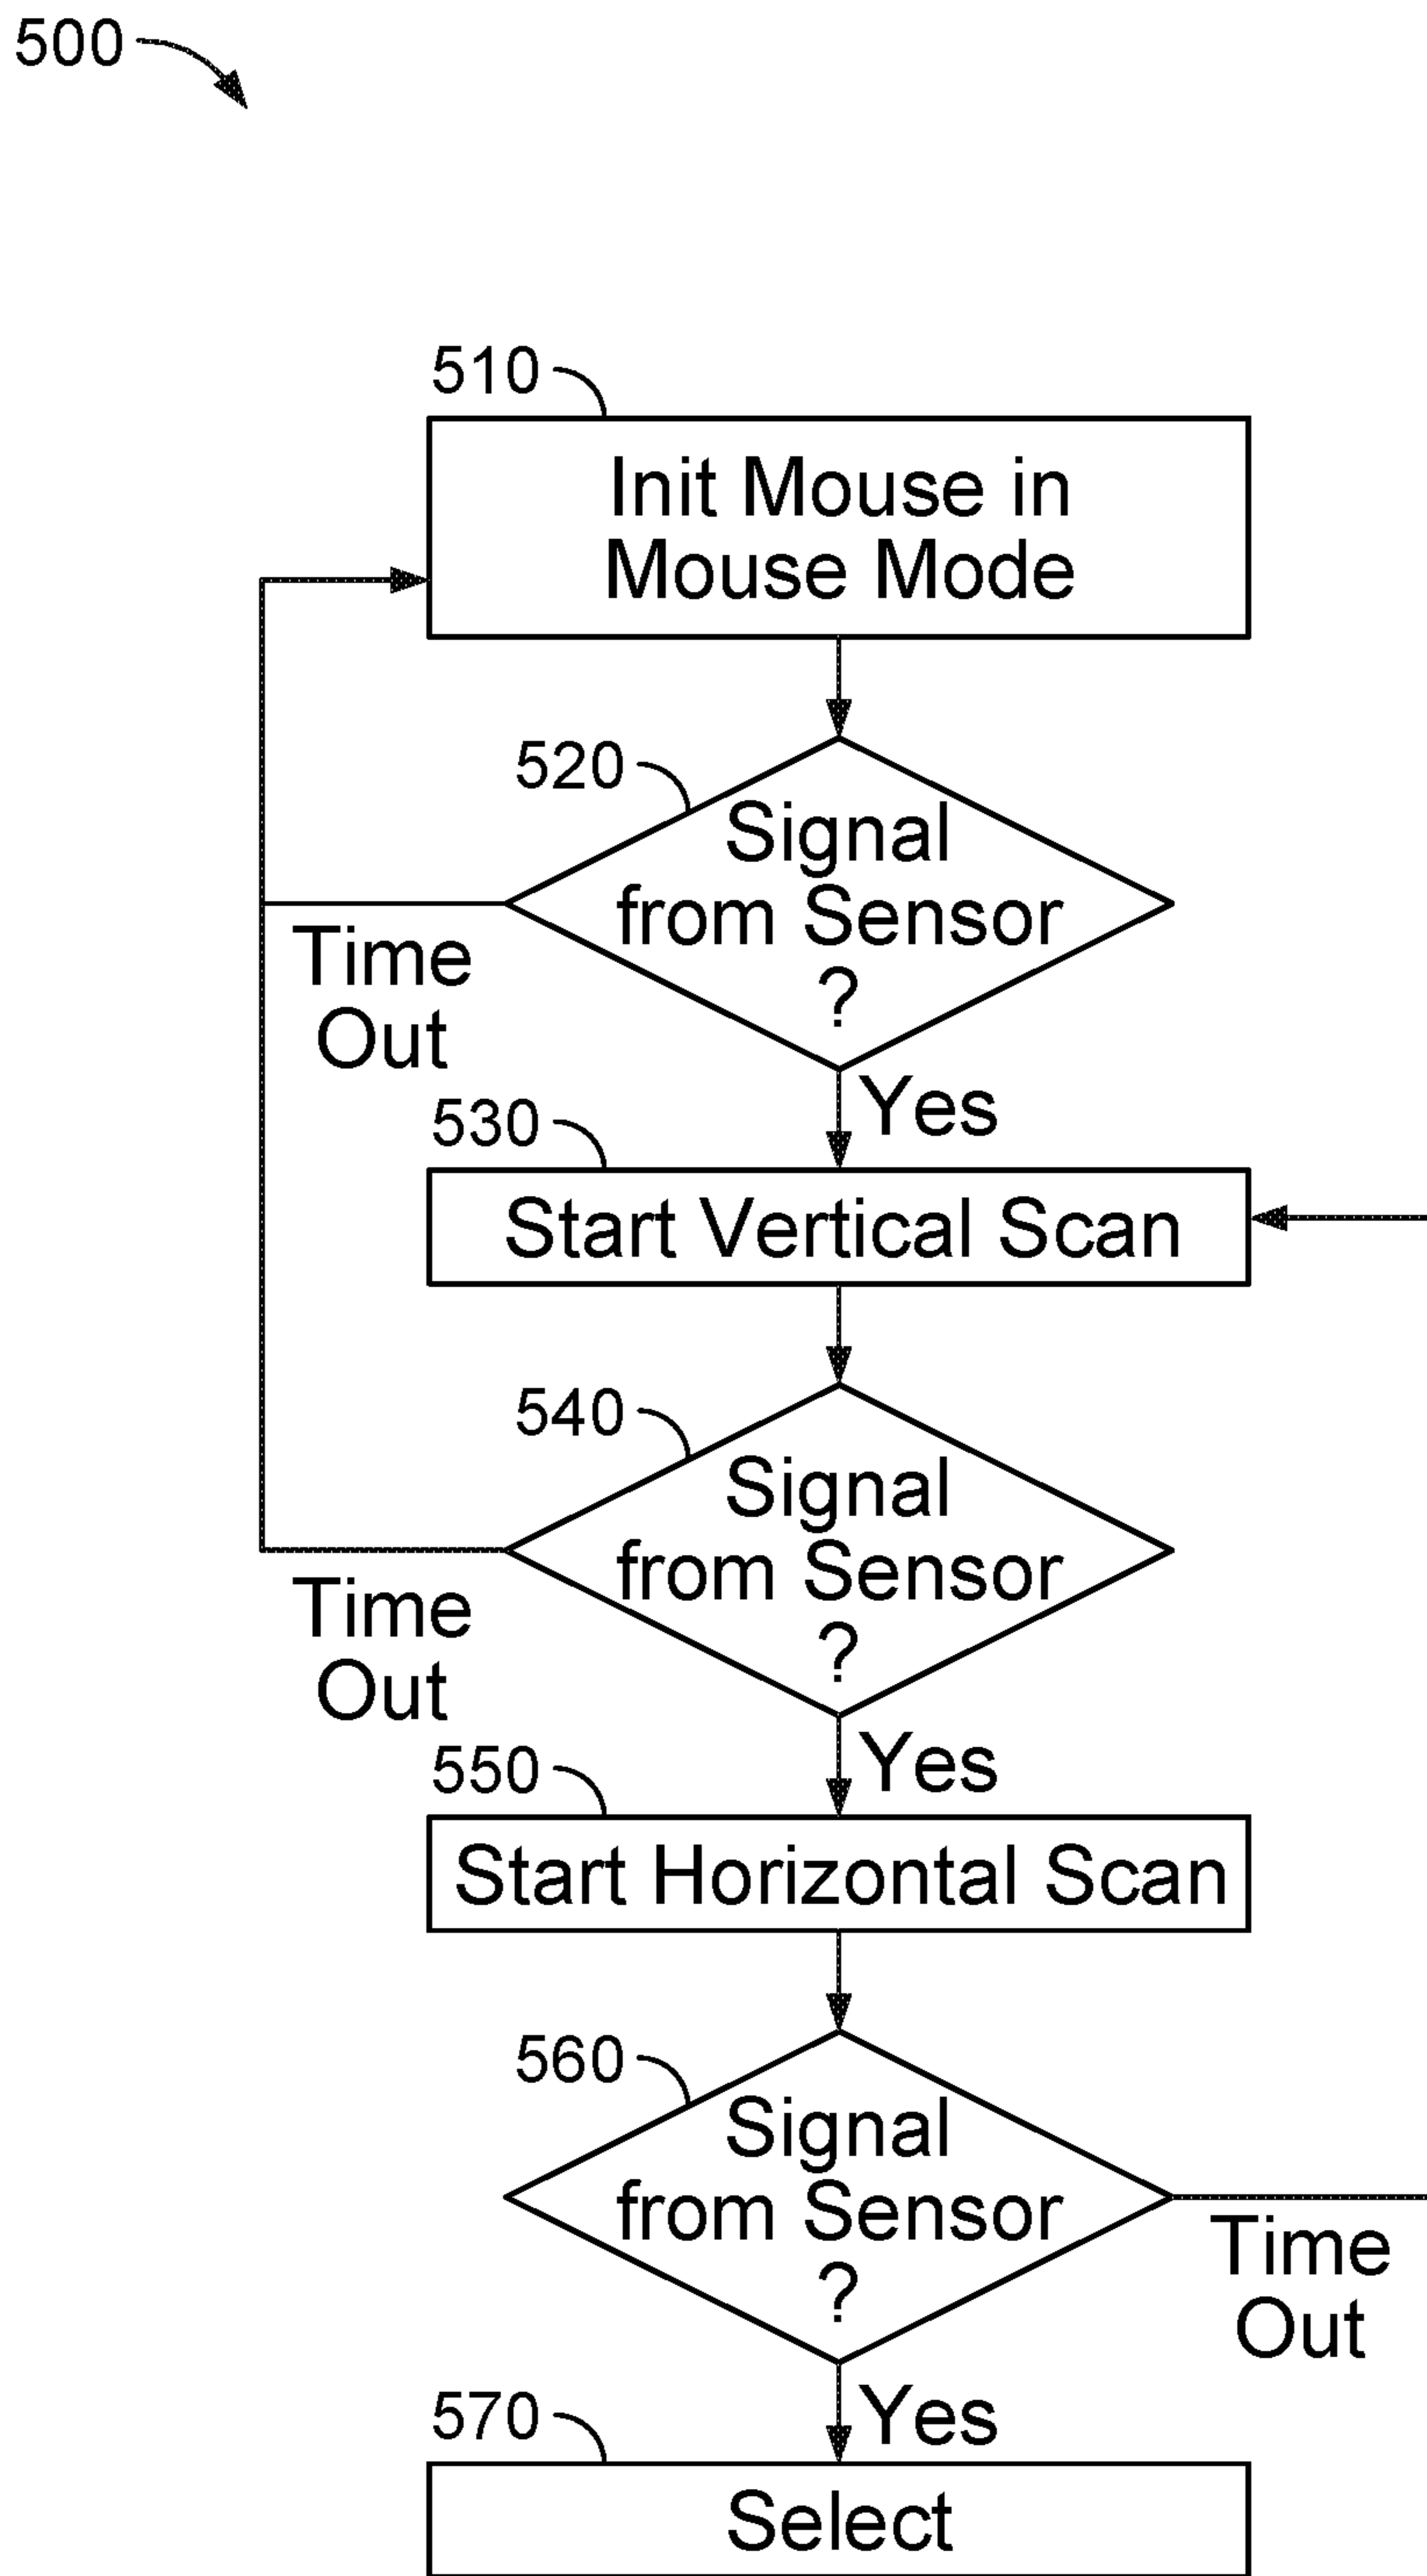 500
510
Init Mouse in
Mouse Mode
520
Signal
from Sensor
?
Time
Out
Yes
530
Start Vertical Scan
540
Signal
from Sensor
?
Time
Out
Yes
550
Start Horizontal Scan
560
Signal
from Sensor
?
Time
Out
Yes
570
Select